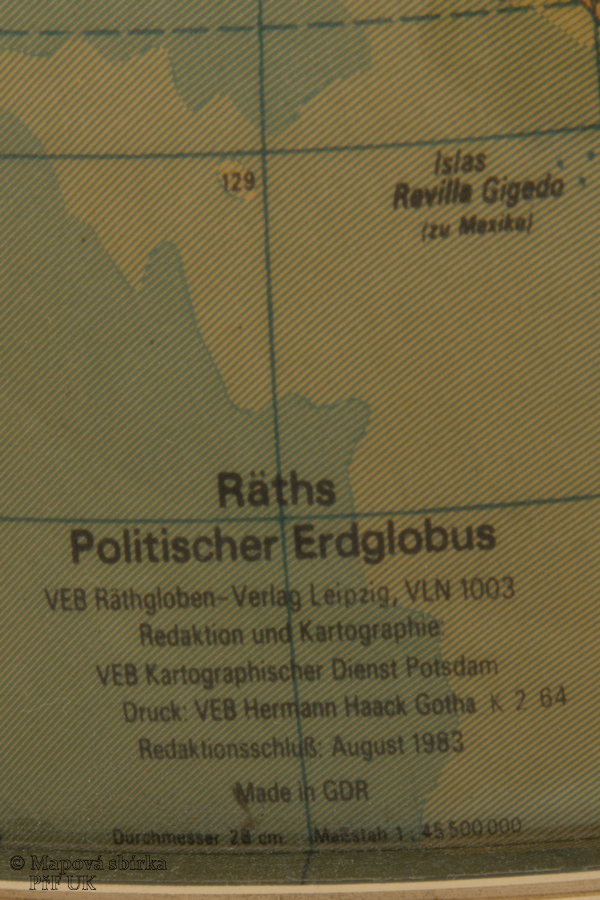 129
Islas
Revilla Gigedo
(zu Mexiko)
Räths
Politischer Erdglobus
VEB Räthgloben-Verlag Leipzig, VLN 1003
Redaktion und Kartographie:
VEB Kartographischer Dienst Potsdam
Druck: VEB Hermann Haack Gotha K 2 64
Redaktionsschluß: August 1983
Made in GDR
Durchmesser 28 cm Maßstab 1 : 45 500 000
© Mapová sbírka
PřF UK